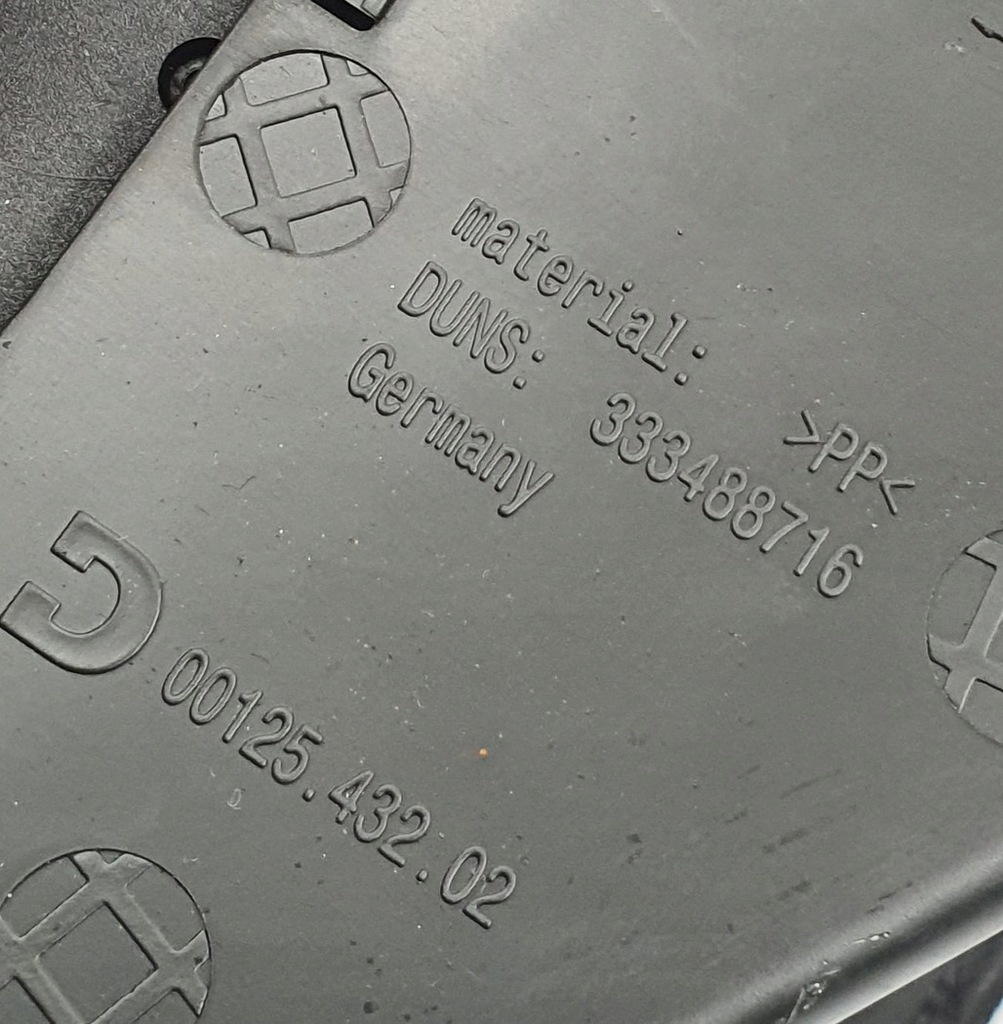 material: >PP<
DUNS: 333488716
Germany
00125.432.02